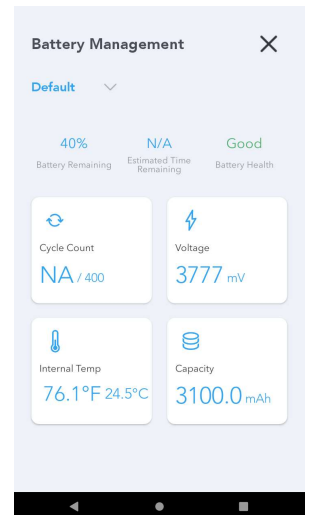 Battery Management
Default
40%
Battery Remaining
N/A
Estimated Time
Remaining
Good
Battery Health
Cycle Count
NA / 400
Voltage
3777 mV
Internal Temp
76.1°F 24.5°C
Capacity
3100.0 mAh